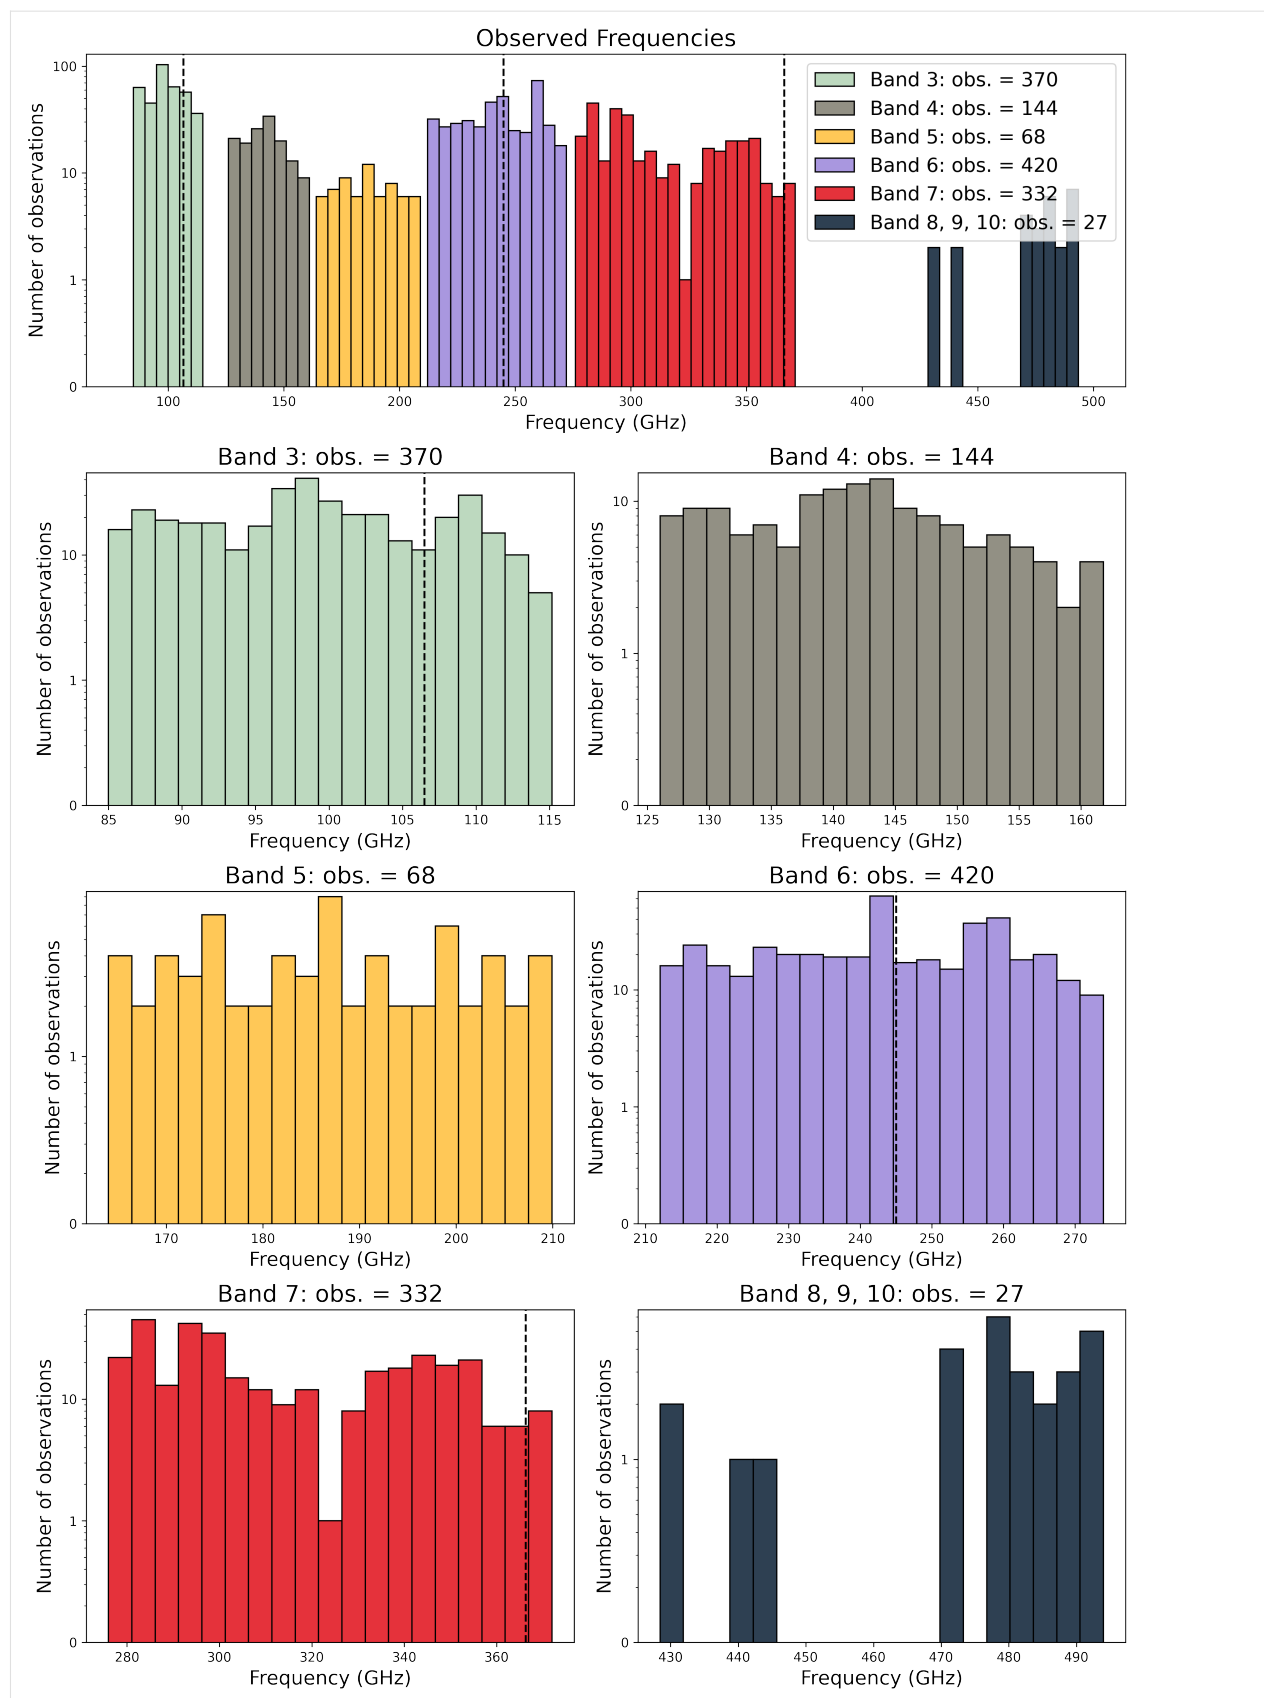 Observed Frequencies
Number of observations
100
10
1
0
Band 3: obs. = 370
Band 4: obs. = 144
Band 5: obs. = 68
Band 6: obs. = 420
Band 7: obs. = 332
Band 8, 9, 10: obs. = 27
100 150 200 250 300 350 400 450 500
Frequency (GHz)
Band 3: obs. = 370
Number of observations
10
1
0
85 90 95 100 105 110 115
Frequency (GHz)
Band 4: obs. = 144
Number of observations
10
1
0
125 130 135 140 145 150 155 160
Frequency (GHz)
Band 5: obs. = 68
Number of observations
1
0
170 180 190 200 210
Frequency (GHz)
Band 6: obs. = 420
Number of observations
10
1
0
210 220 230 240 250 260 270
Frequency (GHz)
Band 7: obs. = 332
Number of observations
10
1
0
280 300 320 340 360
Frequency (GHz)
Band 8, 9, 10: obs. = 27
Number of observations
1
0
430 440 450 460 470 480 490
Frequency (GHz)